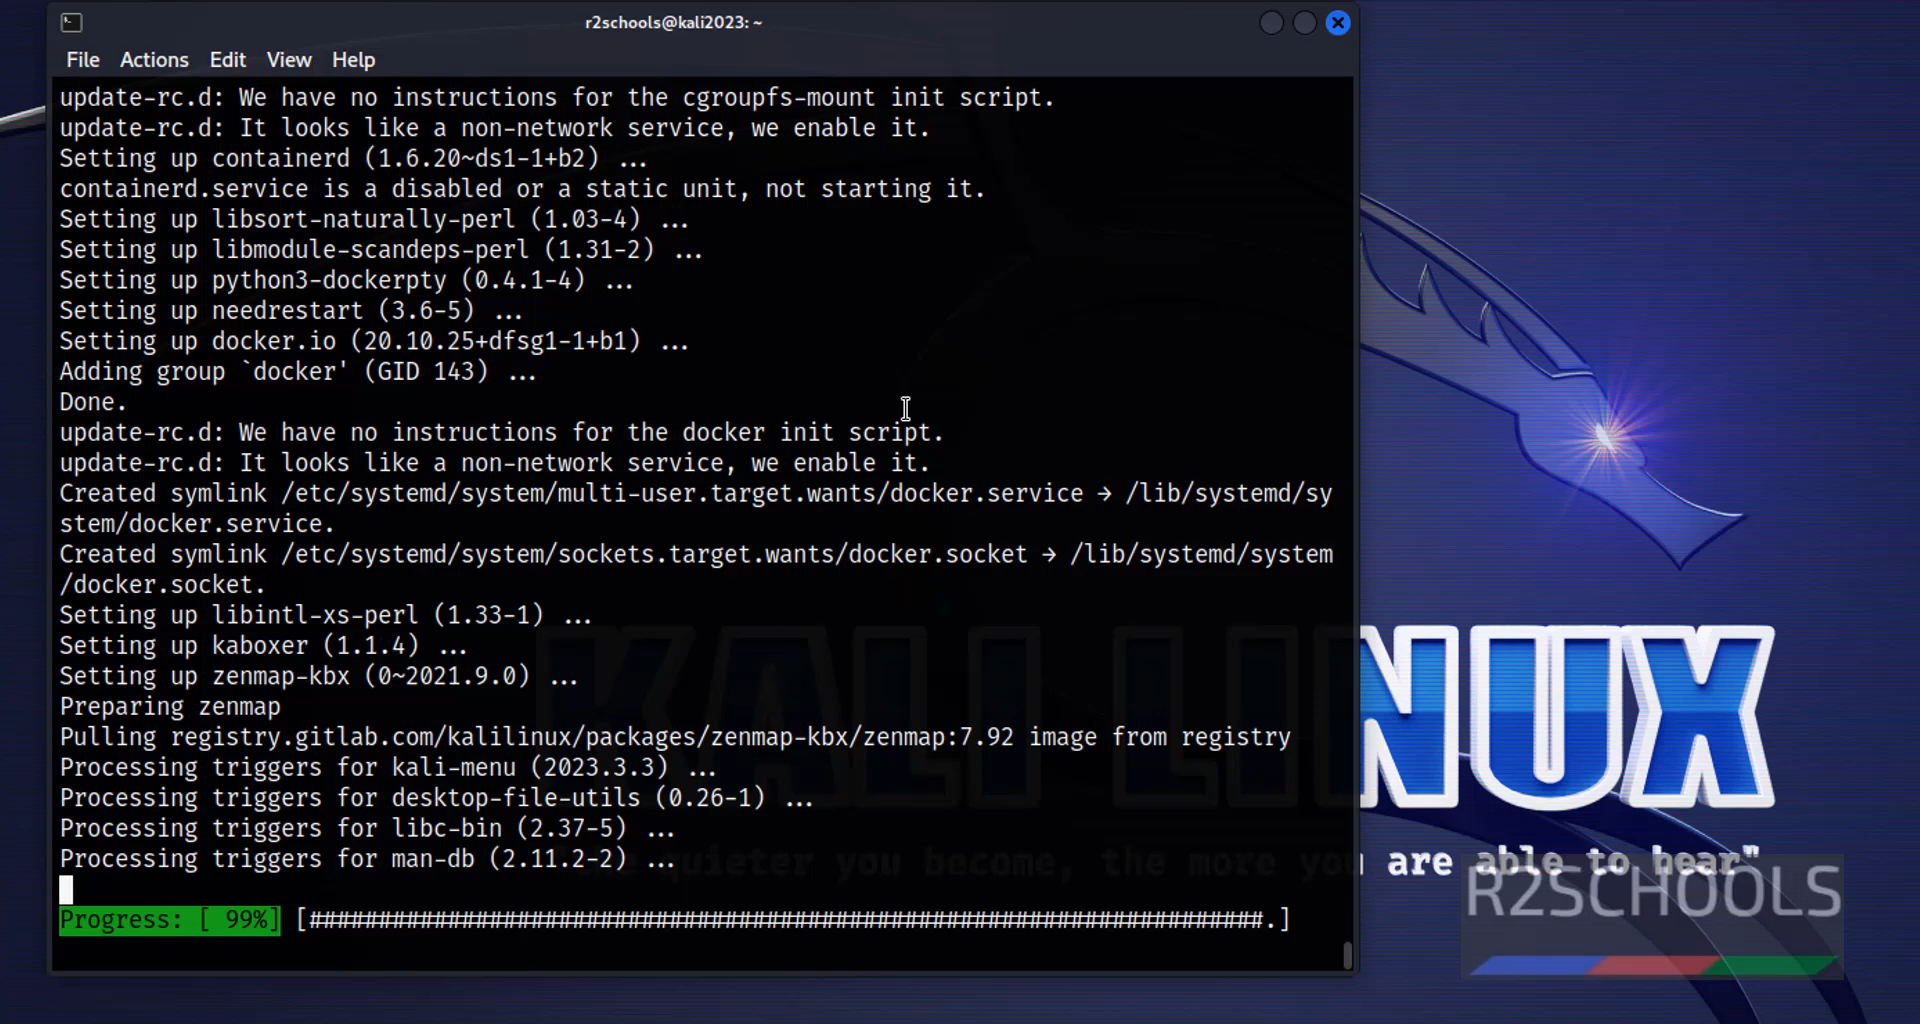 r2schools@kali2023: ~
File Actions Edit View Help
update-rc.d: We have no instructions for the cgroupfs-mount init script.
update-rc.d: It looks like a non-network service, we enable it.
Setting up containerd (1.6.20~ds1-1+b2) ...
containerd.service is a disabled or a static unit, not starting it.
Setting up libsort-naturally-perl (1.03-4) ...
Setting up libmodule-scandeps-perl (1.31-2) ...
Setting up python3-dockerpty (0.4.1-4) ...
Setting up needrestart (3.6-5) ...
Setting up docker.io (20.10.25+dfsg1-1+b1) ...
Adding group `docker' (GID 143) ...
Done.
update-rc.d: We have no instructions for the docker init script.
update-rc.d: It looks like a non-network service, we enable it.
Created symlink /etc/systemd/system/multi-user.target.wants/docker.service → /lib/systemd/sy
stem/docker.service.
Created symlink /etc/systemd/system/sockets.target.wants/docker.socket → /lib/systemd/system
/docker.socket.
Setting up libintl-xs-perl (1.33-1) ...
Setting up kaboxer (1.1.4) ...
Setting up zenmap-kbx (0~2021.9.0) ...
Preparing zenmap
Pulling registry.gitlab.com/kalilinux/packages/zenmap-kbx/zenmap:7.92 image from registry
Processing triggers for kali-menu (2023.3.3) ...
Processing triggers for desktop-file-utils (0.26-1) ...
Processing triggers for libc-bin (2.37-5) ...
Processing triggers for man-db (2.11.2-2) ...
Progress: [ 99%] [#####################################################################.]
KALI LINUX
quieter you become, the more you are able to hear"
R2SCHOOLS